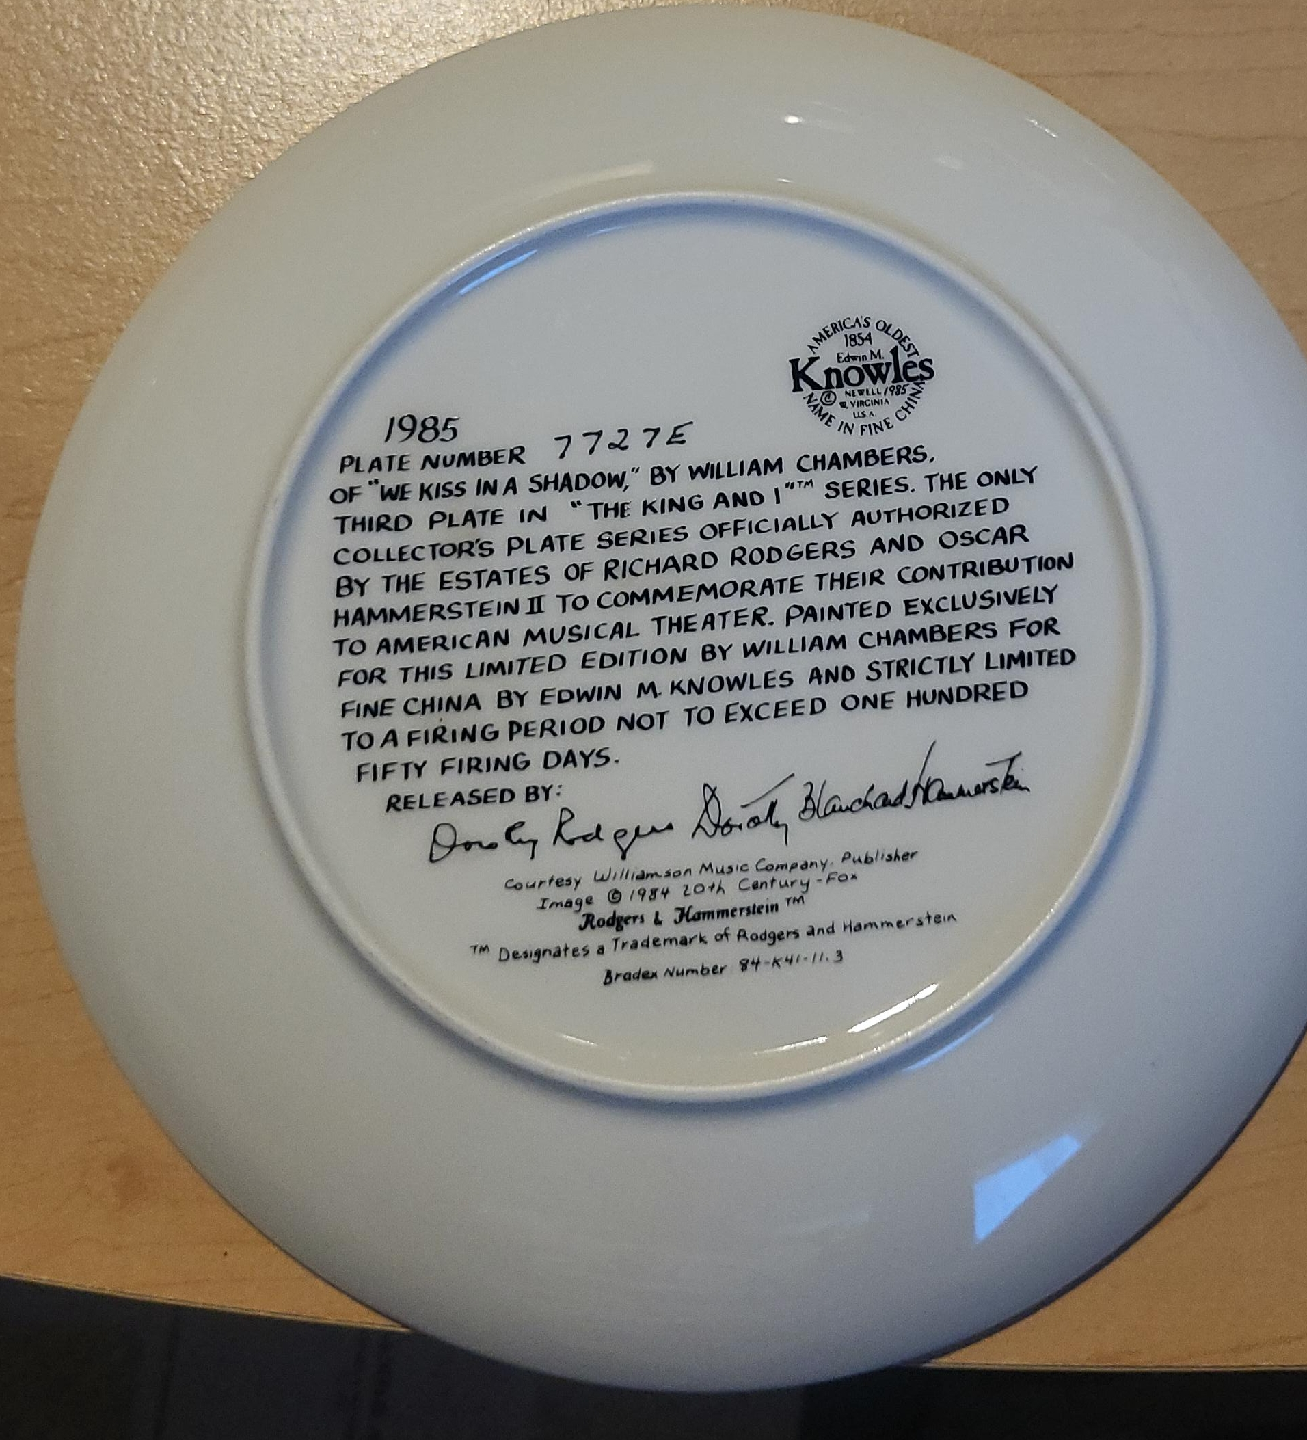 AMERICA'S OLDEST
1854
Edwin M.
Knowles
© NEWELL 1985
W. VIRGINIA
U.S.A.
NAME IN FINE CHINA
1985
PLATE NUMBER 7727E
OF "WE KISS IN A SHADOW," BY WILLIAM CHAMBERS.
THIRD PLATE IN "THE KING AND I"™ SERIES. THE ONLY
COLLECTOR'S PLATE SERIES OFFICIALLY AUTHORIZED
BY THE ESTATES OF RICHARD RODGERS AND OSCAR
HAMMERSTEIN II TO COMMEMORATE THEIR CONTRIBUTION
TO AMERICAN MUSICAL THEATER. PAINTED EXCLUSIVELY
FOR THIS LIMITED EDITION BY WILLIAM CHAMBERS FOR
FINE CHINA BY EDWIN M. KNOWLES AND STRICTLY LIMITED
TO A FIRING PERIOD NOT TO EXCEED ONE HUNDRED
FIFTY FIRING DAYS.
RELEASED BY:
Dorothy Rodgers Dorothy Blanchard Hammerstein
Courtesy Williamson Music Company, Publisher
Image © 1984 20th Century-Fox
Rodgers & Hammerstein™
™ Designates a Trademark of Rodgers and Hammerstein
Bradex Number 84-K41-11.3